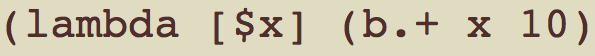 (lambda [$x] (b.+ x 10)